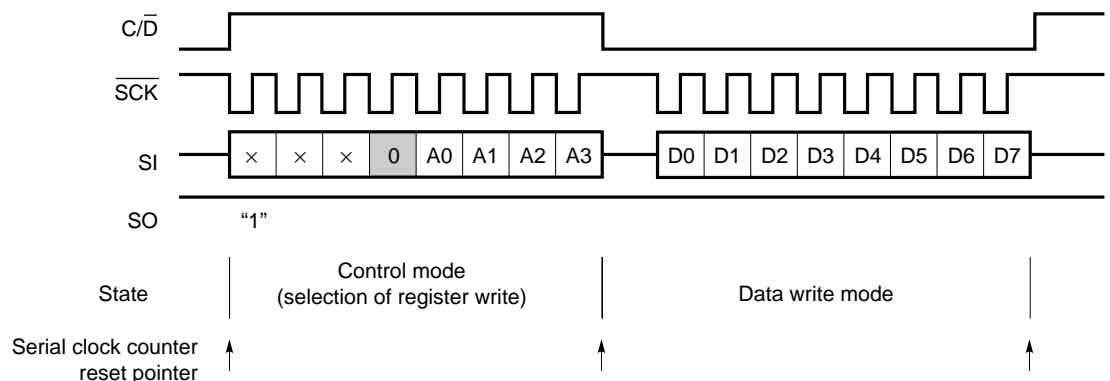 C/D̅
S̅C̅K̅
SI × × × 0 A0 A1 A2 A3 D0 D1 D2 D3 D4 D5 D6 D7
SO “1”
State Control mode (selection of register write) Data write mode
Serial clock counter
reset pointer